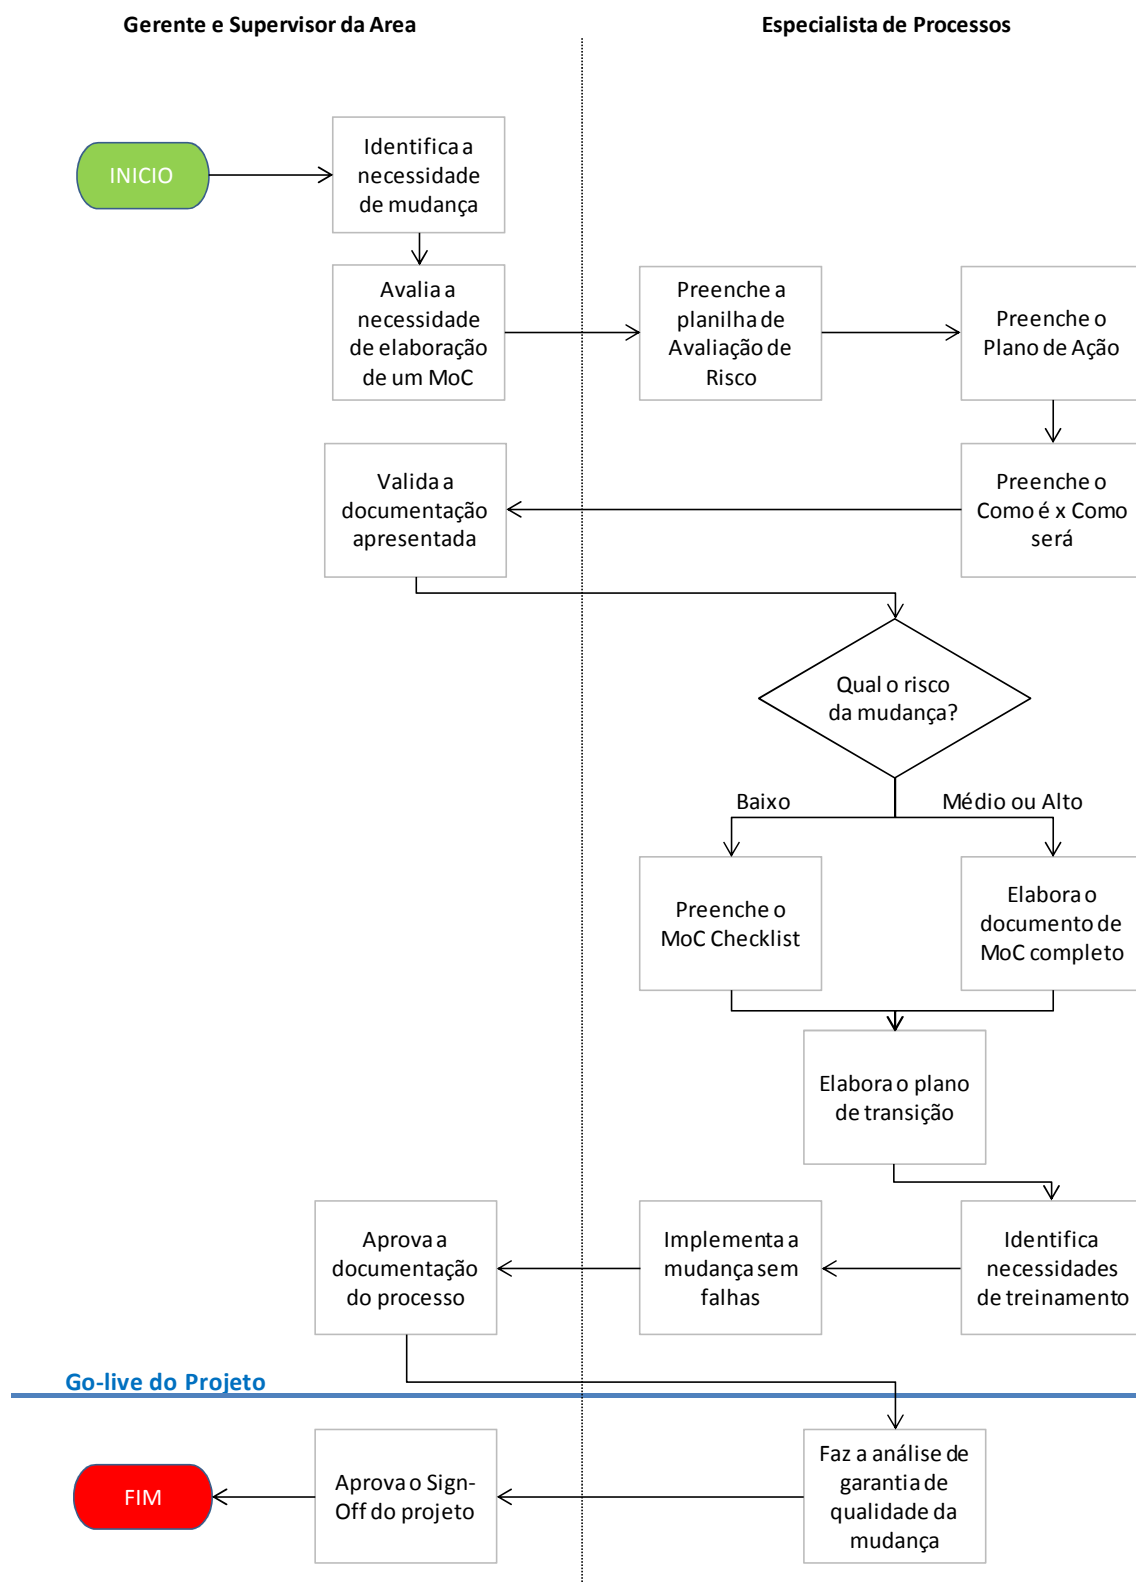 Gerente e Supervisor da Area
Especialista de Processos
INICIO
Identifica a
necessidade
de mudança
Avalia a
necessidade
de elaboração
de um MoC
Preenche a
planilha de
Avaliação de
Risco
Preenche o
Plano de Ação
Valida a
documentação
apresentada
Preenche o
Como é x Como
será
Qual o risco
da mudança?
Baixo
Médio ou Alto
Preenche o
MoC Checklist
Elabora o
documento de
MoC completo
Elabora o plano
de transição
Aprova a
documentação
do processo
Implementa a
mudança sem
falhas
Identifica
necessidades
de treinamento
Go-live do Projeto
FIM
Aprova o Sign-
Off do projeto
Faz a análise de
garantia de
qualidade da
mudança